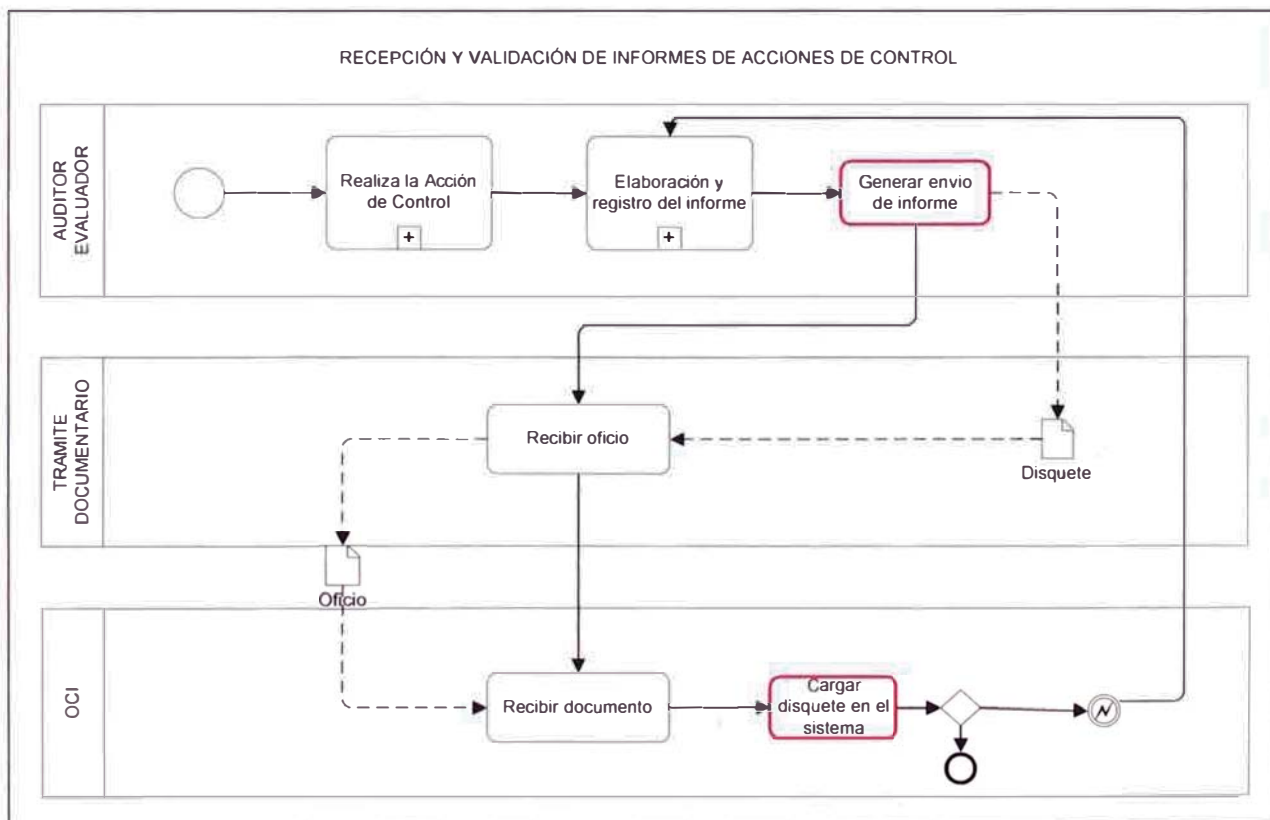 RECEPCIÓN Y VALIDACIÓN DE INFORMES DE ACCIONES DE CONTROL
AUDITOR
EVALUADOR
Realiza la Acción
de Control
Elaboración y
registro del informe
Generar envio
de informe
TRAMITE
DOCUMENTARIO
Recibir oficio
Disquete
Oficio
OCI
Recibir documento
Cargar
disquete en el
sistema